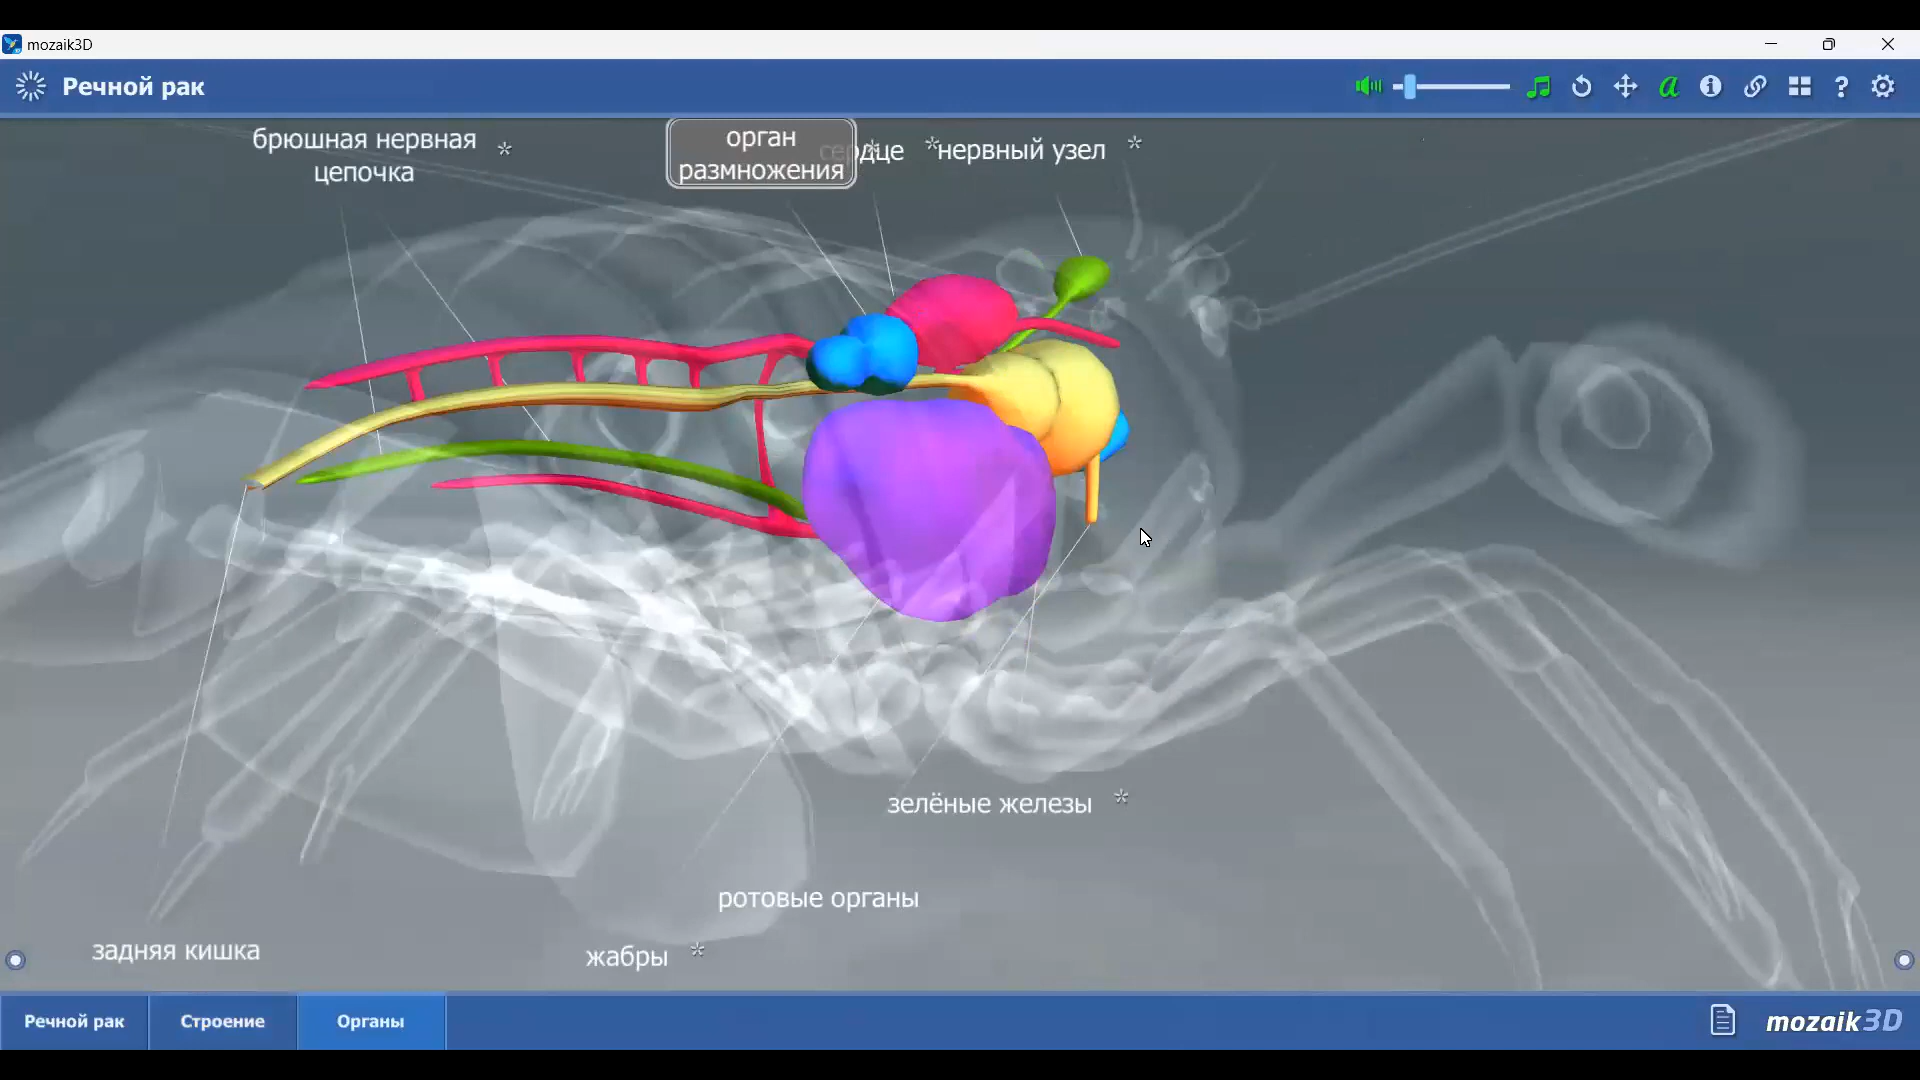 mozaik3D
Речной рак
брюшная нервная
цепочка
орган
размножения
сердце
нервный узел
зелёные железы
ротовые органы
задняя кишка
жабры
Речной рак
Строение
Органы
mozaik3D